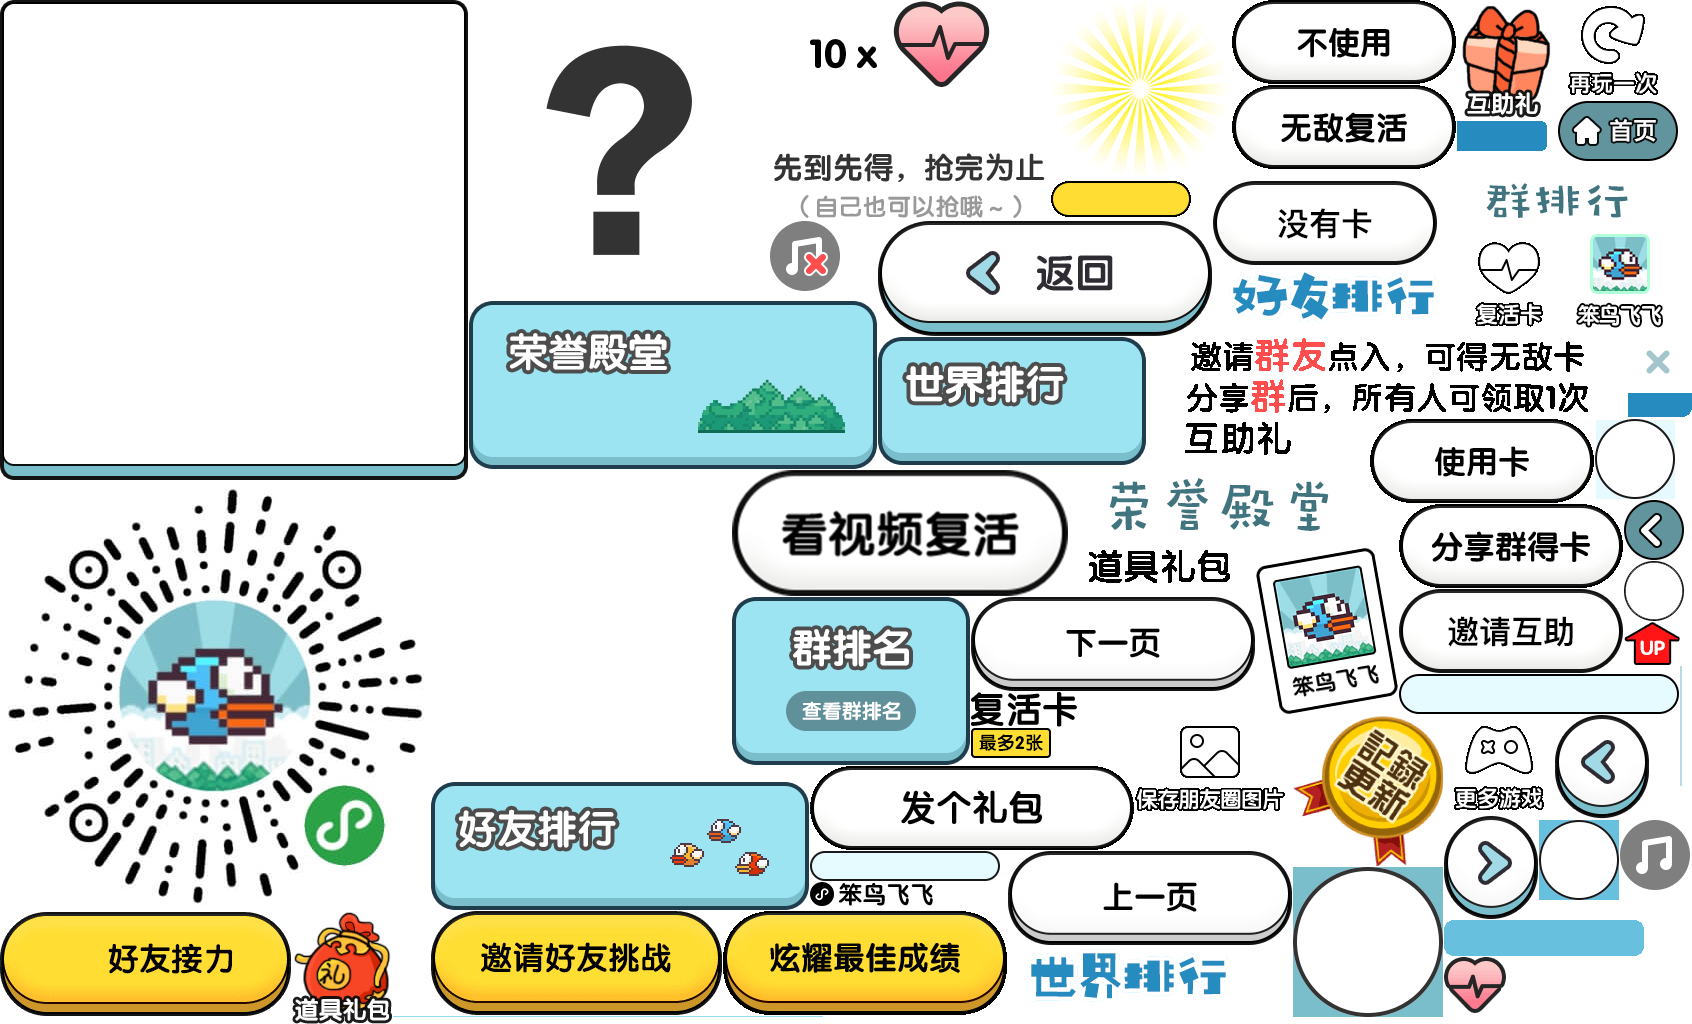 ?
10 x
先到先得，抢完为止
（自己也可以抢哦~）
不使用
无敌复活
没有卡
互助礼
再玩一次
首页
群排行
返回
好友排行
复活卡
笨鸟飞飞
荣誉殿堂
世界排行
邀请群友点入，可得无敌卡
分享群后，所有人可领取1次
互助礼
使用卡
看视频复活
荣誉殿堂
道具礼包
分享群得卡
笨鸟飞飞
邀请互助
UP
群排名
查看群排名
下一页
复活卡
最多2张
发个礼包
保存朋友圈图片
記録
更新
更多游戏
好友排行
笨鸟飞飞
上一页
好友接力
道具礼包
礼
邀请好友挑战
炫耀最佳成绩
世界排行